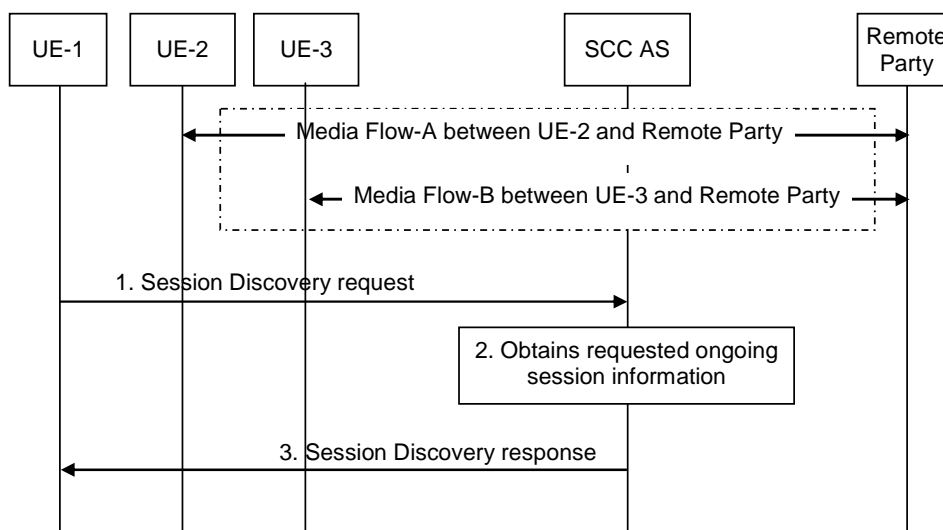 UE-1
UE-2
UE-3
SCC AS
Remote
Party
Media Flow-A between UE-2 and Remote Party
Media Flow-B between UE-3 and Remote Party
1. Session Discovery request
2. Obtains requested ongoing
session information
3. Session Discovery response